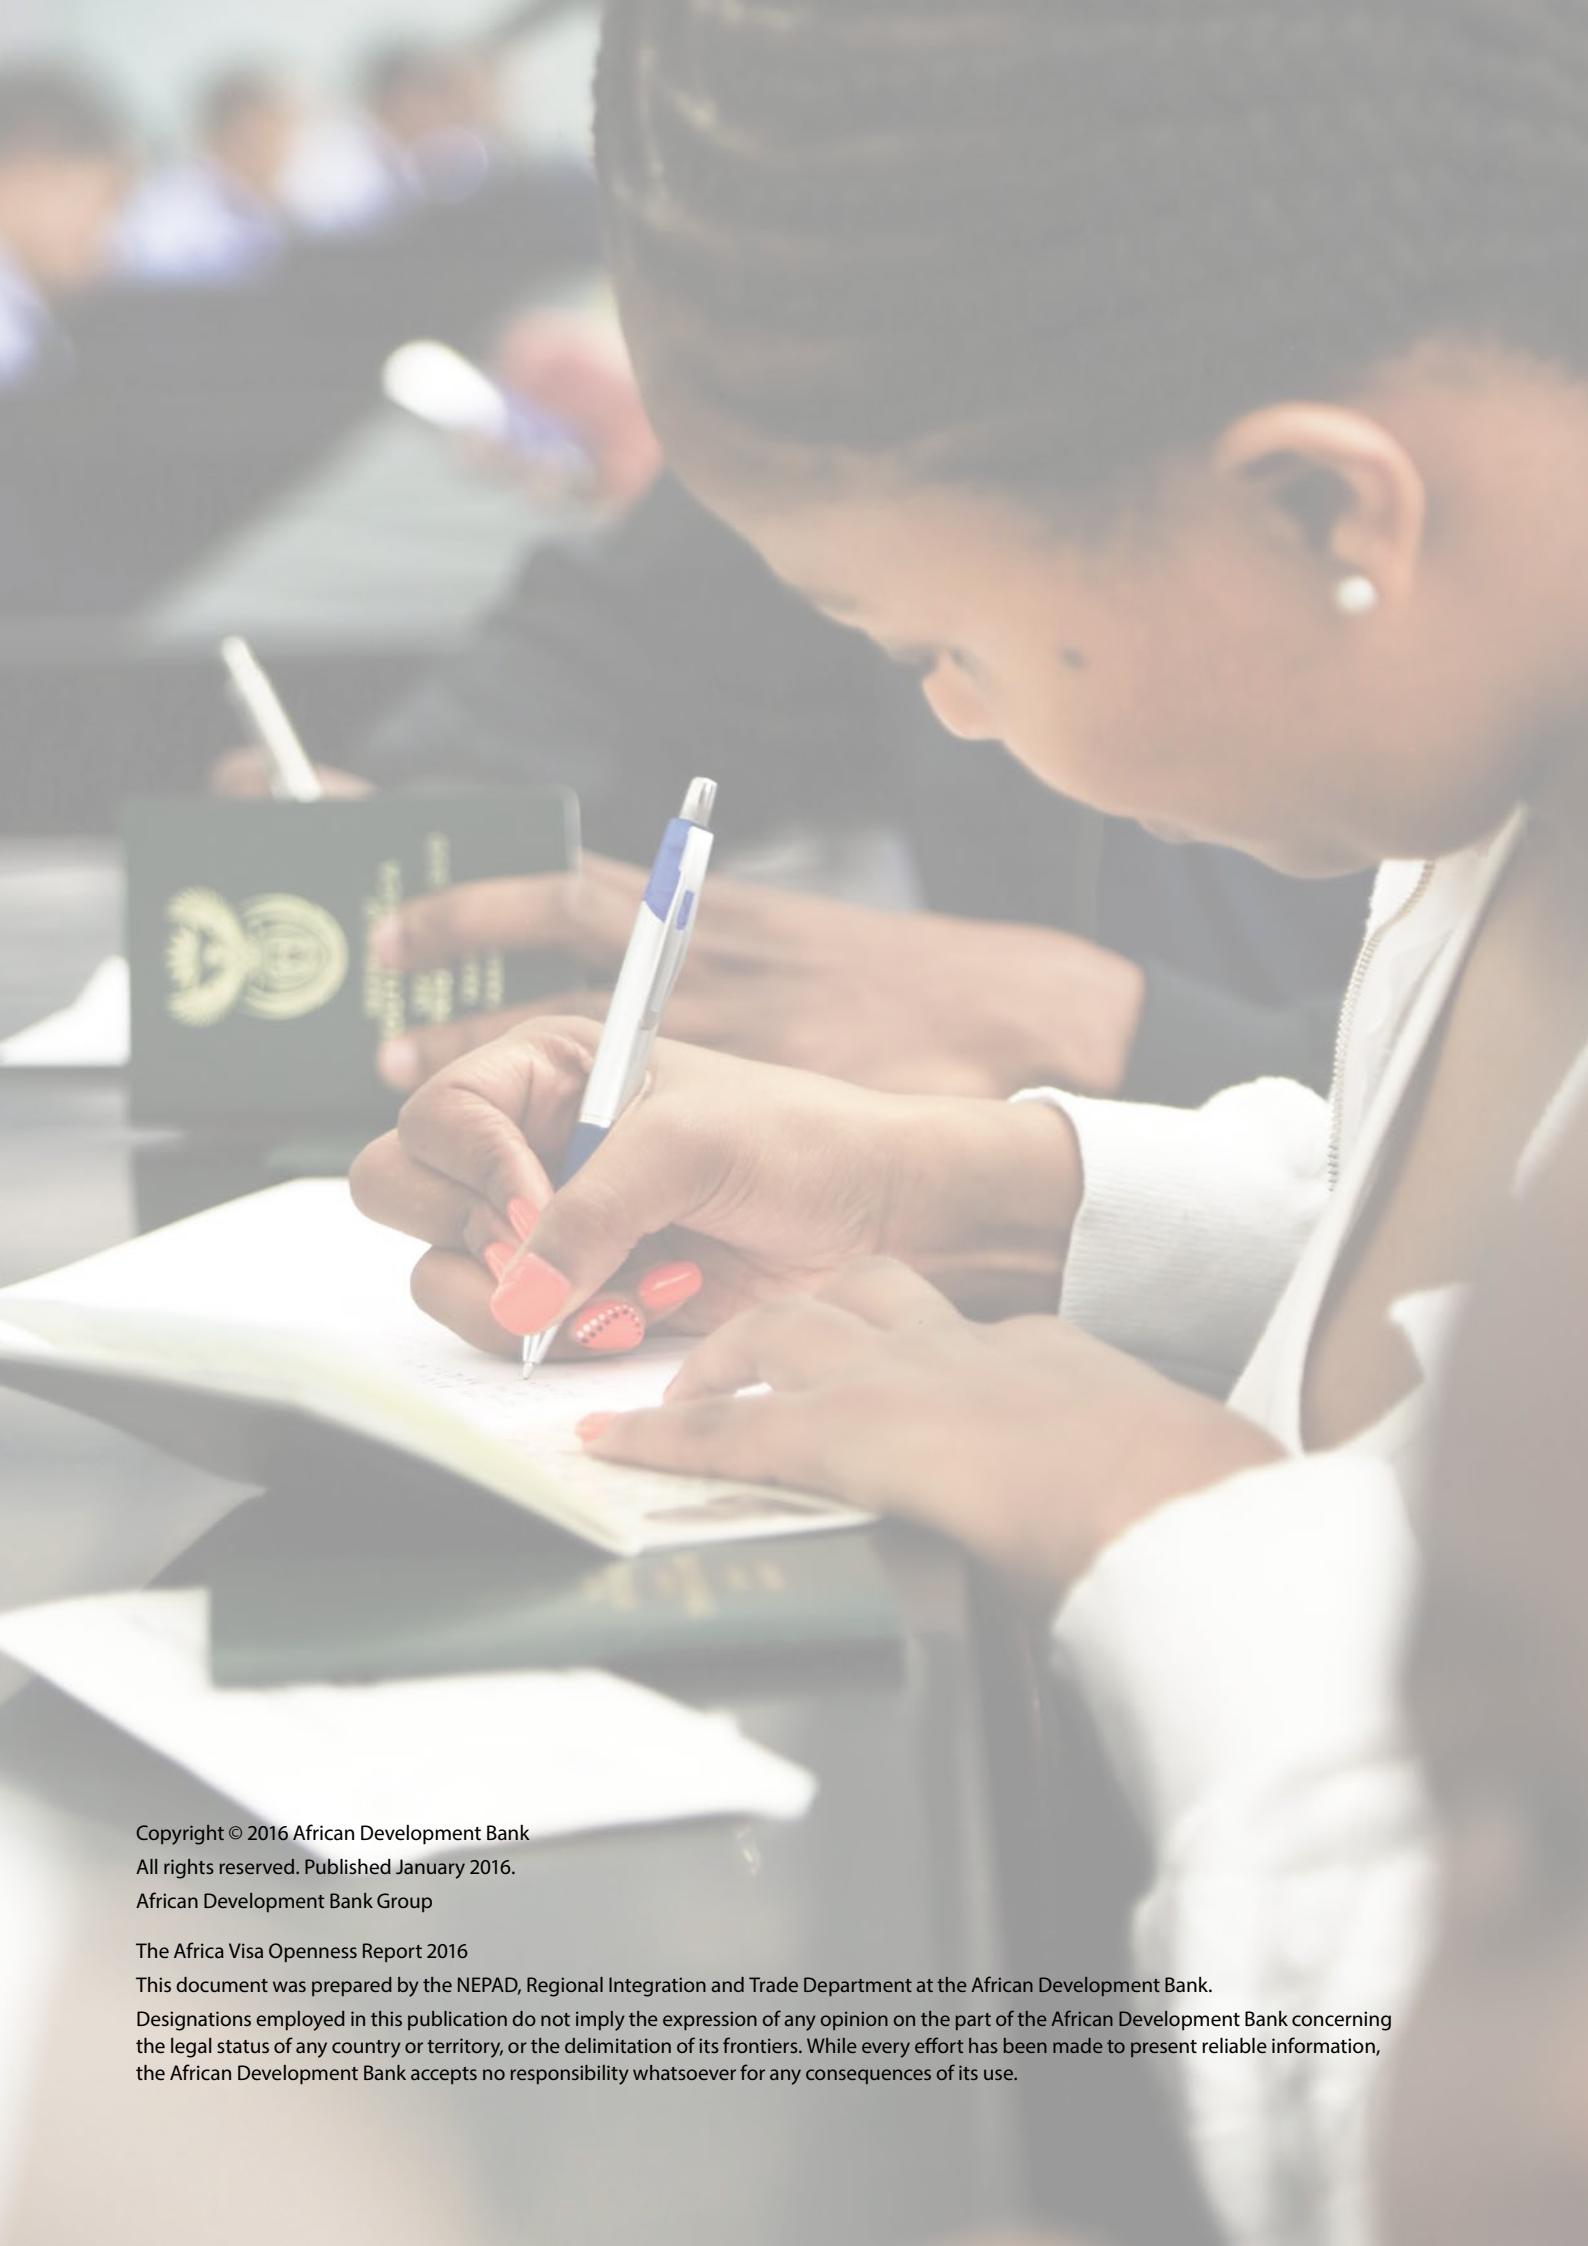 Copyright © 2016 African Development Bank
All rights reserved. Published January 2016.
African Development Bank Group
The Africa Visa Openness Report 2016
This document was prepared by the NEPAD, Regional Integration and Trade Department at the African Development Bank.
Designations employed in this publication do not imply the expression of any opinion on the part of the African Development Bank concerning
the legal status of any country or territory, or the delimitation of its frontiers. While every effort has been made to present reliable information,
the African Development Bank accepts no responsibility whatsoever for any consequences of its use.